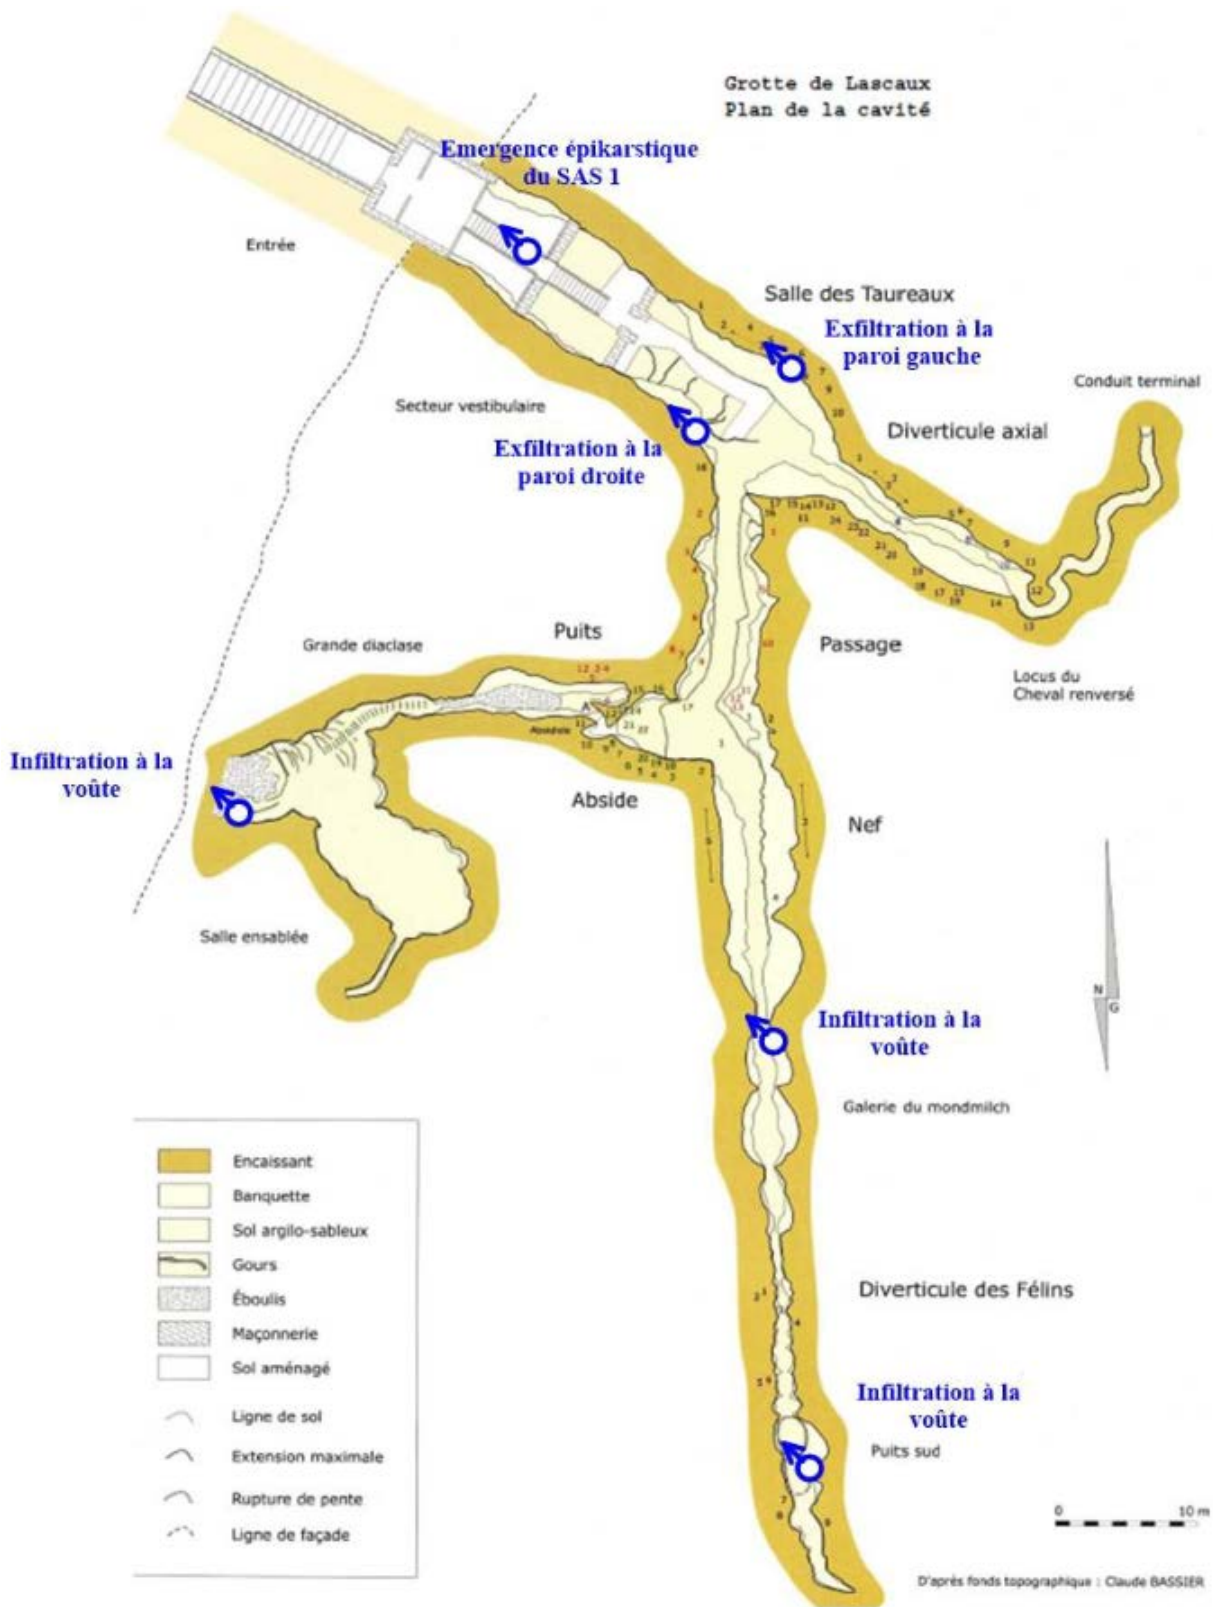 Grotte de Lascaux
Plan de la cavité
Emergence épikarstique
du SAS 1
Entrée
Salle des Taureaux
Exfiltration à la
paroi gauche
Conduit terminal
Secteur vestibulaire
Diverticule axial
Exfiltration à la
paroi droite
Puits
Grande diaclase
Passage
Locus du
Cheval renversé
Infiltration à la
voûte
Abside
Nef
Salle ensablée
N
G
Infiltration à la
voûte
Galerie du mondmilch
Encaissant
Banquette
Sol argilo-sableux
Gours
Éboulis
Maçonnerie
Sol aménagé
Ligne de sol
Extension maximale
Rupture de pente
Ligne de façade
Diverticule des Félins
Infiltration à la
voûte
Puits sud
0 10 m
D'après fonds topographique : Claude BASSIER